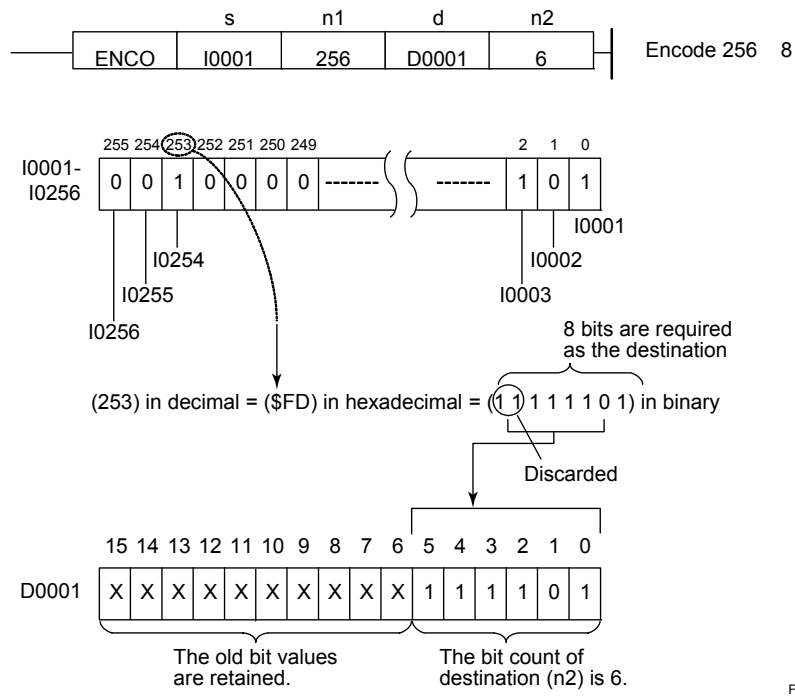 s n1 d n2
ENCO I0001 256 D0001 6 Encode 256 8
255 254 253 252 251 250 249 2 1 0
I0001-
I0256
0 0 1 0 0 0 0 ------- ------ 1 0 1
I0001
I0254 I0002
I0255 I0003
I0256
8 bits are required
as the destination
(253) in decimal = ($FD) in hexadecimal = (1 1 1 1 1 1 0 1) in binary
Discarded
15 14 13 12 11 10 9 8 7 6 5 4 3 2 1 0
D0001 X X X X X X X X X X 1 1 1 1 0 1
The old bit values
are retained.
The bit count of
destination (n2) is 6.